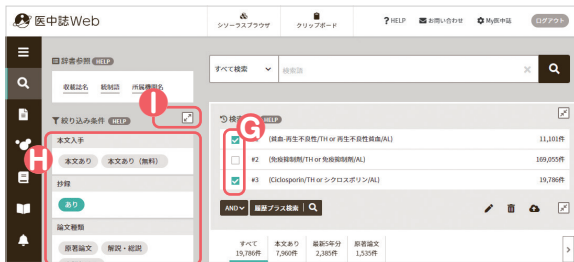 医中誌Web
シソーラスブラウザ
クリップボード
?HELP
お問い合わせ
My医中誌
ログアウト
辞書参照 HELP
収載誌名 統制語 所属機関名
すべて検索
検索語
絞り込み条件 HELP
I
H
本文入手
本文あり 本文あり（無料）
抄録
あり
論文種類
原著論文 解説・総説
HELP
G
(貧血-再生不良性/TH or 再生不良性貧血/AL) 11,101件
#2 (免疫抑制剤/TH or 免疫抑制剤/AL) 169,055件
#3 (Ciclosporin/TH or シクロスポリン/AL) 19,786件
AND 履歴プラス検索
すべて 本文あり 最新5年分 原著論文
19,786件 7,960件 2,385件 1,535件